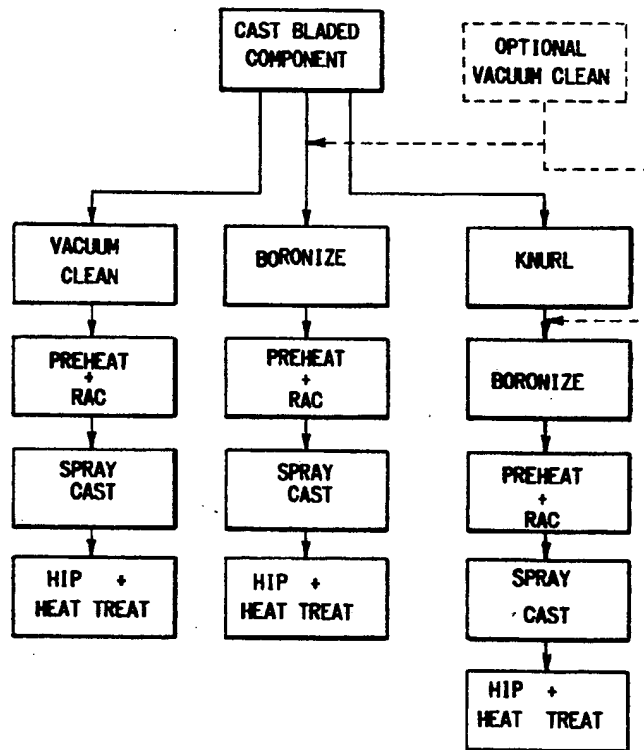 CAST BLADED
COMPONENT
OPTIONAL
VACUUM CLEAN
VACUUM
CLEAN
BORONIZE
KNURL
PREHEAT
+
RAC
PREHEAT
+
RAC
BORONIZE
SPRAY
CAST
SPRAY
CAST
PREHEAT
+
RAC
HIP +
HEAT TREAT
HIP +
HEAT TREAT
SPRAY
CAST
HIP +
HEAT TREAT